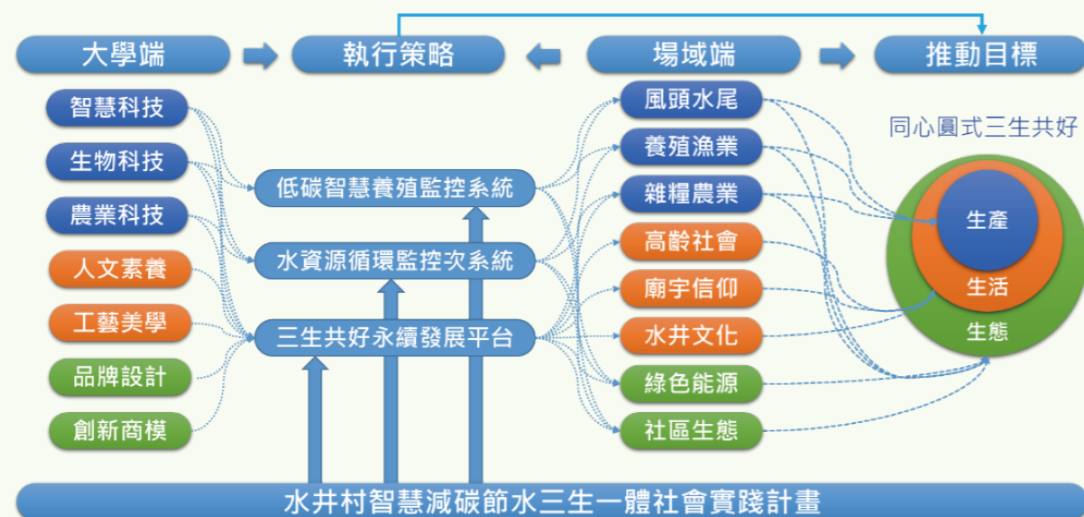 大學端
執行策略
場域端
推動目標
智慧科技
生物科技
農業科技
人文素養
工藝美學
品牌設計
創新商模
低碳智慧養殖監控系統
水資源循環監控次系統
三生共好永續發展平台
風頭水尾
養殖漁業
雜糧農業
高齡社會
廟宇信仰
水井文化
綠色能源
社區生態
同心圓式三生共好
生產
生活
生態
水井村智慧減碳節水三生一體社會實踐計畫